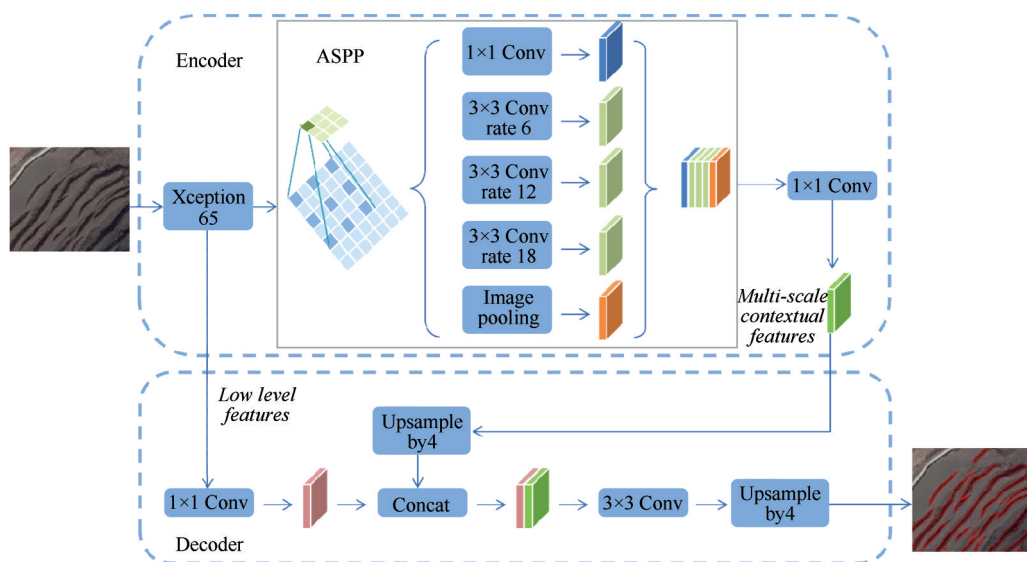 Encoder
ASPP
1×1 Conv
3×3 Conv
rate 6
3×3 Conv
rate 12
3×3 Conv
rate 18
Image
pooling
Xception
65
1×1 Conv
Multi-scale
contextual
features
Low level
features
Upsample
by4
1×1 Conv
Concat
3×3 Conv
Upsample
by4
Decoder